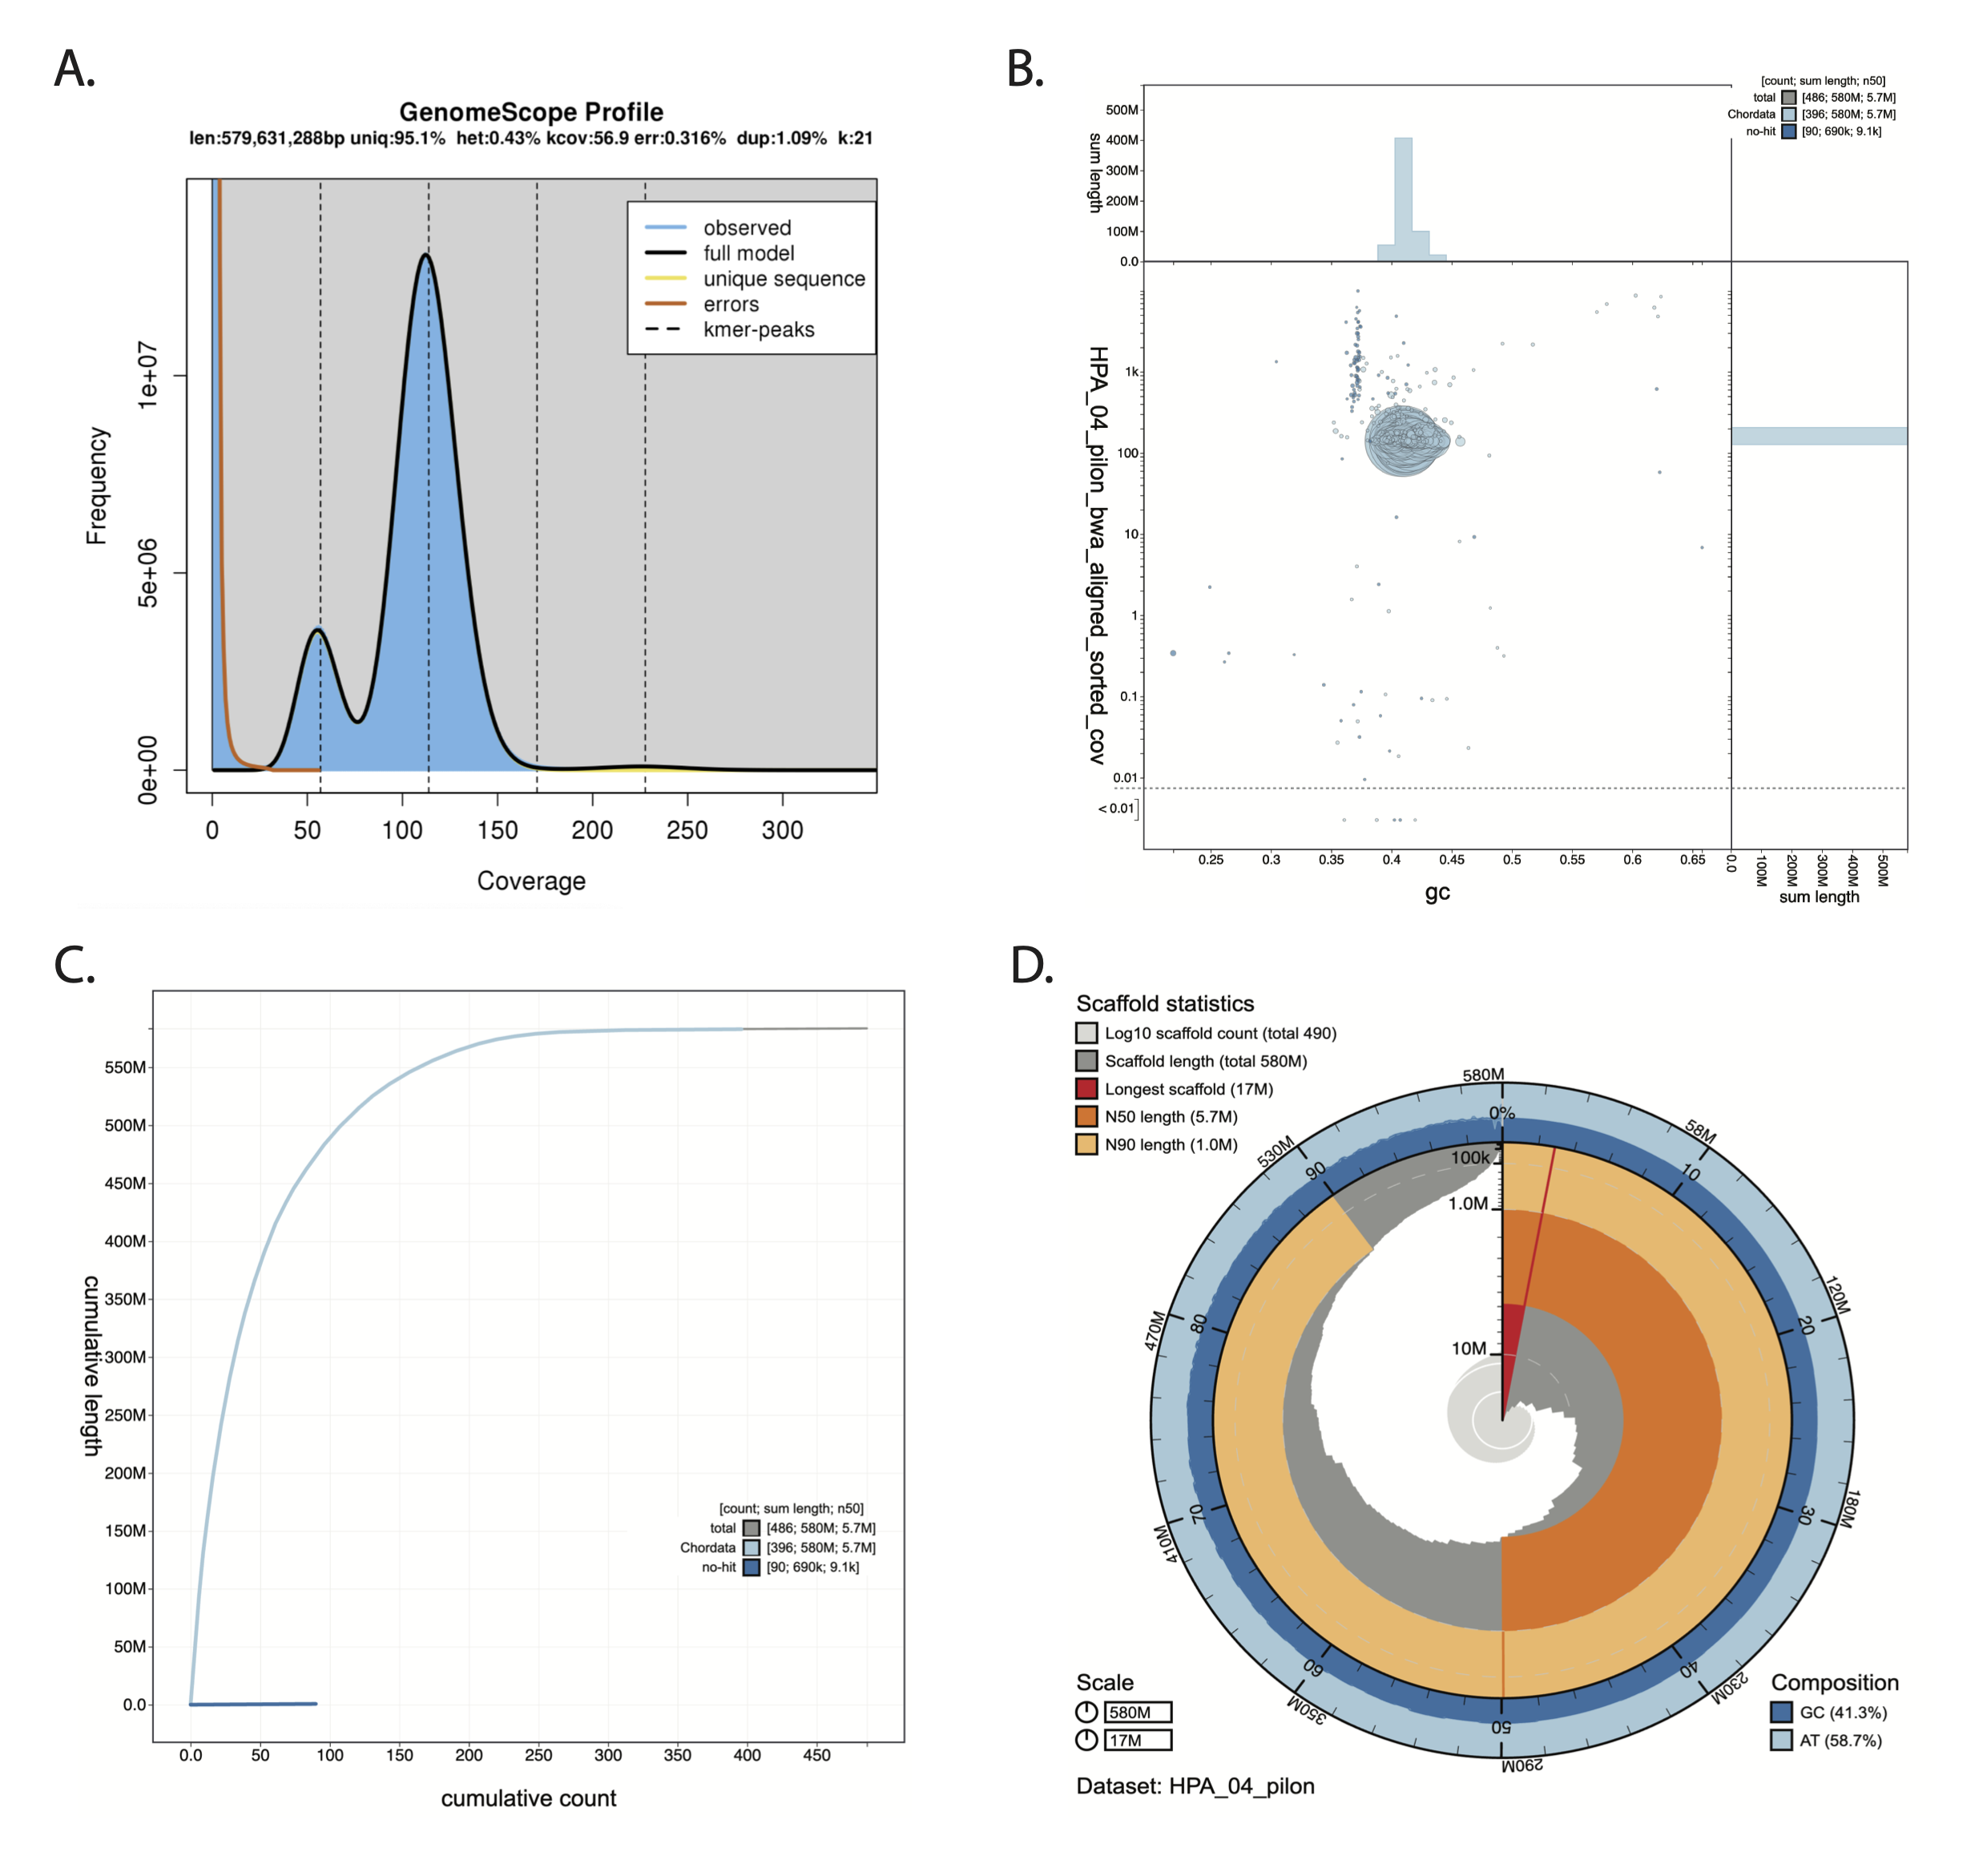 A.
GenomeScope Profile
len:579,631,288bp uniq:95.1% het:0.43% kcov:56.9 err:0.316% dup:1.09% k:21
observed
full model
unique sequence
errors
kmer-peaks
Frequency
1e+07
5e+06
0e+00
0 50 100 150 200 250 300
Coverage
B.
[count; sum length; n50]
total [486; 580M; 5.7M]
Chordata [396; 580M; 5.7M]
no-hit [90; 690k; 9.1k]
sum length
500M
400M
300M
200M
100M
0.0
HPA_04_pilon_bwa_aligned_sorted_cov
1k
100
10
1
0.1
0.01
< 0.01
0.25 0.3 0.35 0.4 0.45 0.5 0.55 0.6 0.65
gc
0.0 100M 200M 300M 400M 500M
sum length
C.
cumulative length
550M
500M
450M
400M
350M
300M
250M
200M
150M
100M
50M
0.0
[count; sum length; n50]
total [486; 580M; 5.7M]
Chordata [396; 580M; 5.7M]
no-hit [90; 690k; 9.1k]
0.0 50 100 150 200 250 300 350 400 450
cumulative count
D.
Scaffold statistics
Log10 scaffold count (total 490)
Scaffold length (total 580M)
Longest scaffold (17M)
N50 length (5.7M)
N90 length (1.0M)
580M
58M
120M
180M
230M
290M
350M
410M
470M
530M
0%
10
20
30
40
50
60
70
80
90
100k
1.0M
10M
Scale
580M
17M
Composition
GC (41.3%)
AT (58.7%)
Dataset: HPA_04_pilon